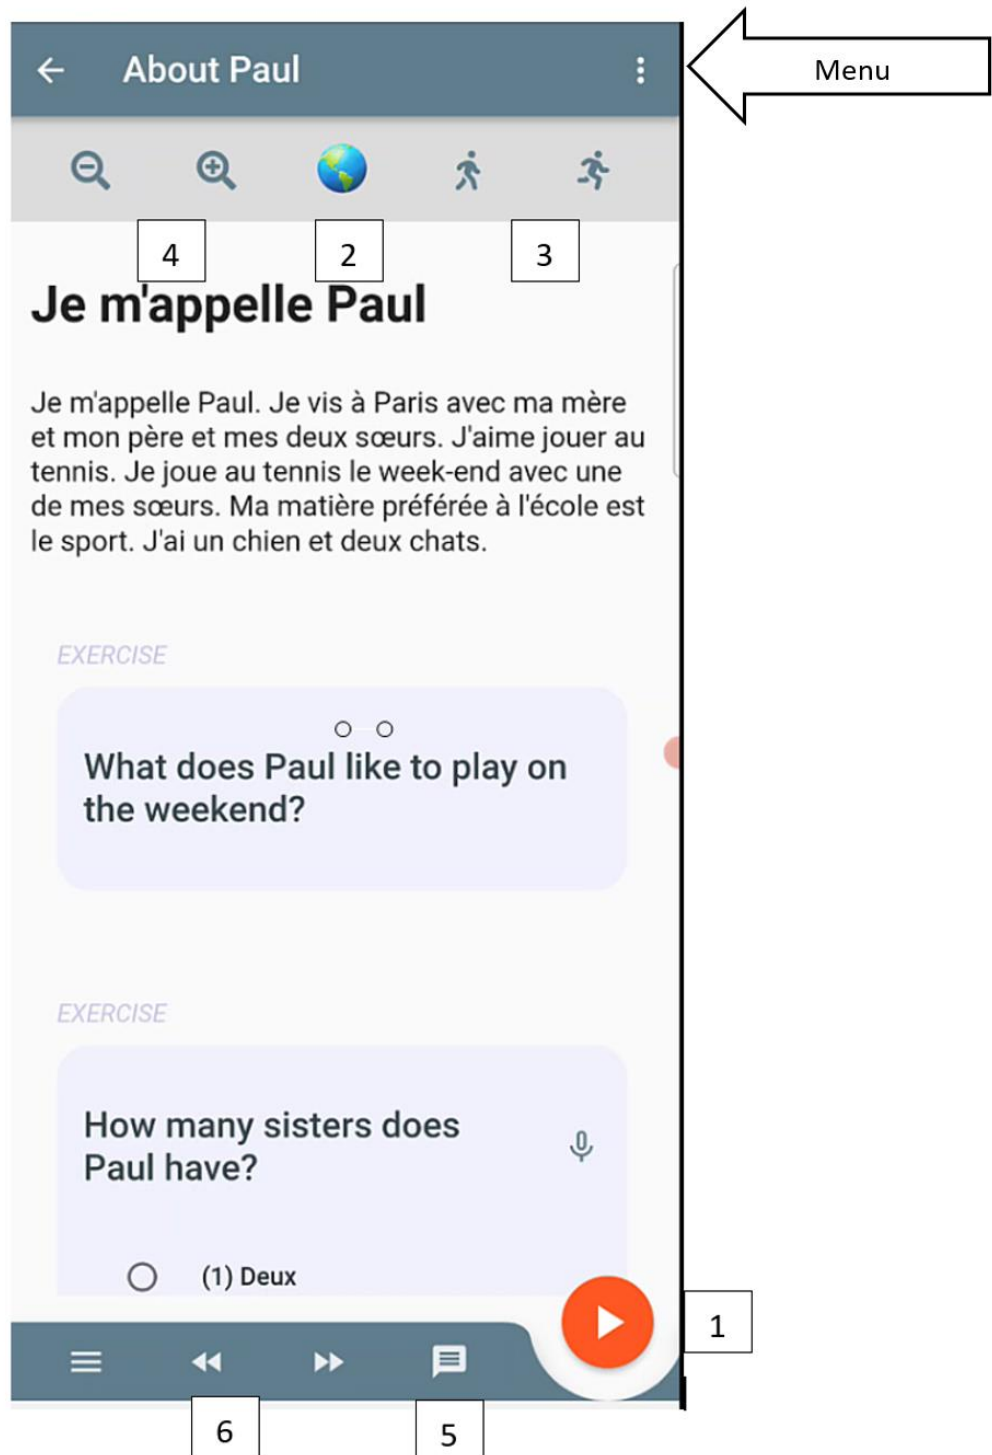 About Paul
Menu
4
2
3
Je m'appelle Paul
Je m'appelle Paul. Je vis à Paris avec ma mère
et mon père et mes deux sœurs. J'aime jouer au
tennis. Je joue au tennis le week-end avec une
de mes sœurs. Ma matière préférée à l'école est
le sport. J'ai un chien et deux chats.
EXERCISE
What does Paul like to play on
the weekend?
EXERCISE
How many sisters does
Paul have?
(1) Deux
1
6
5